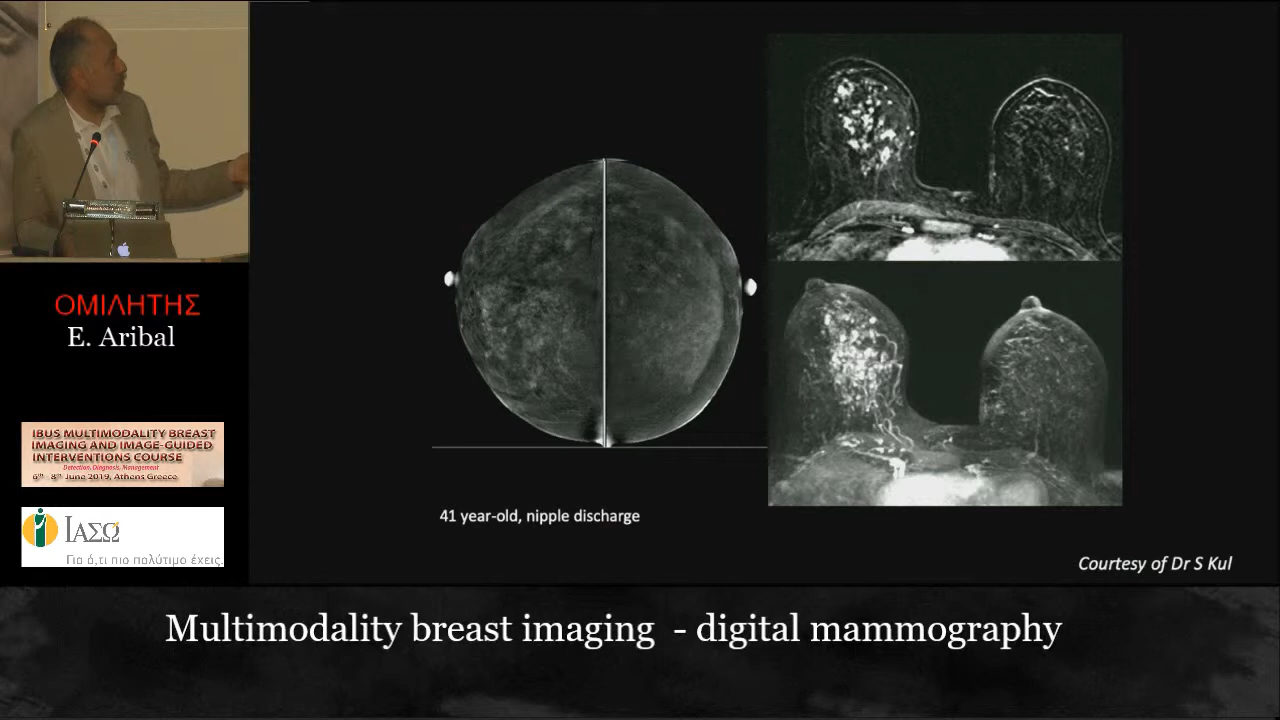 ΟΜΙΛΗΤΗΣ
E. Aribal
IBUS MULTIMODALITY BREAST
IMAGING AND IMAGE-GUIDED
INTERVENTIONS COURSE
Detection, Diagnosis, Management
6th - 8th June 2019, Athens Greece
ΙΑΣΩ
Για ό,τι πιο πολύτιμο έχεις.
41 year-old, nipple discharge
Courtesy of Dr S Kul
Multimodality breast imaging - digital mammography